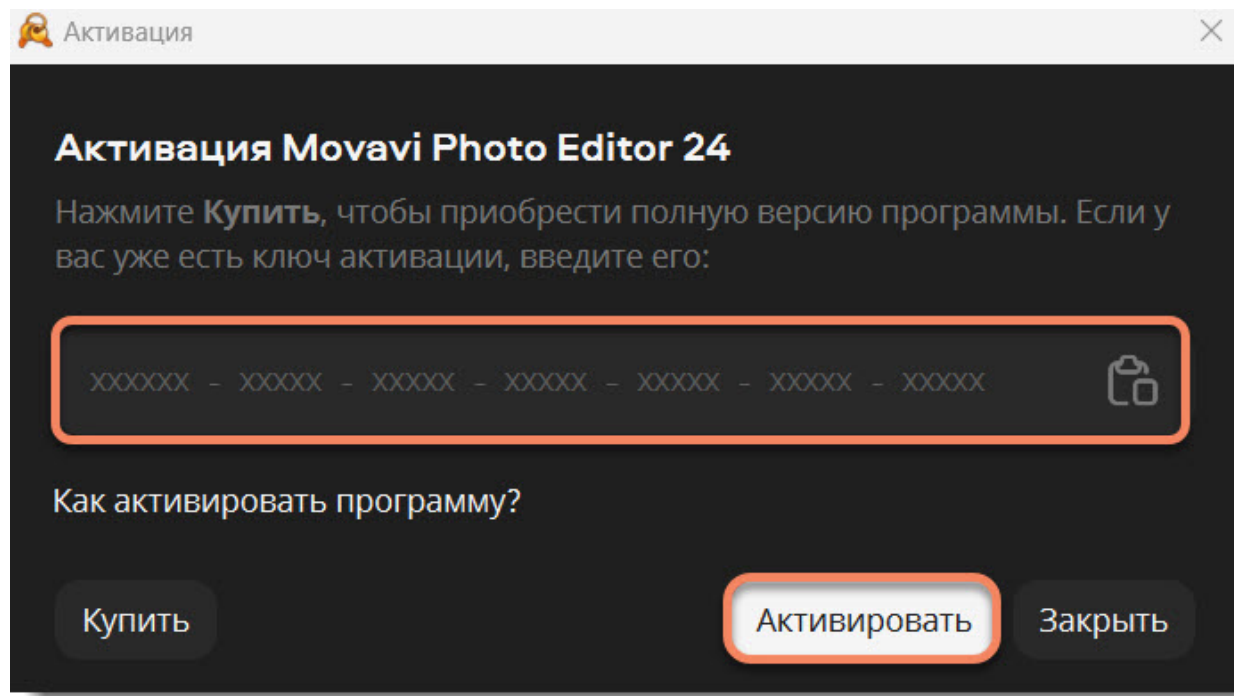 Активация
Активация Movavi Photo Editor 24
Нажмите Купить, чтобы приобрести полную версию программы. Если у
вас уже есть ключ активации, введите его:
XXXXXX - XXXXX - XXXXX - XXXXX - XXXXX - XXXXX - XXXXX
Как активировать программу?
Купить Активировать Закрыть